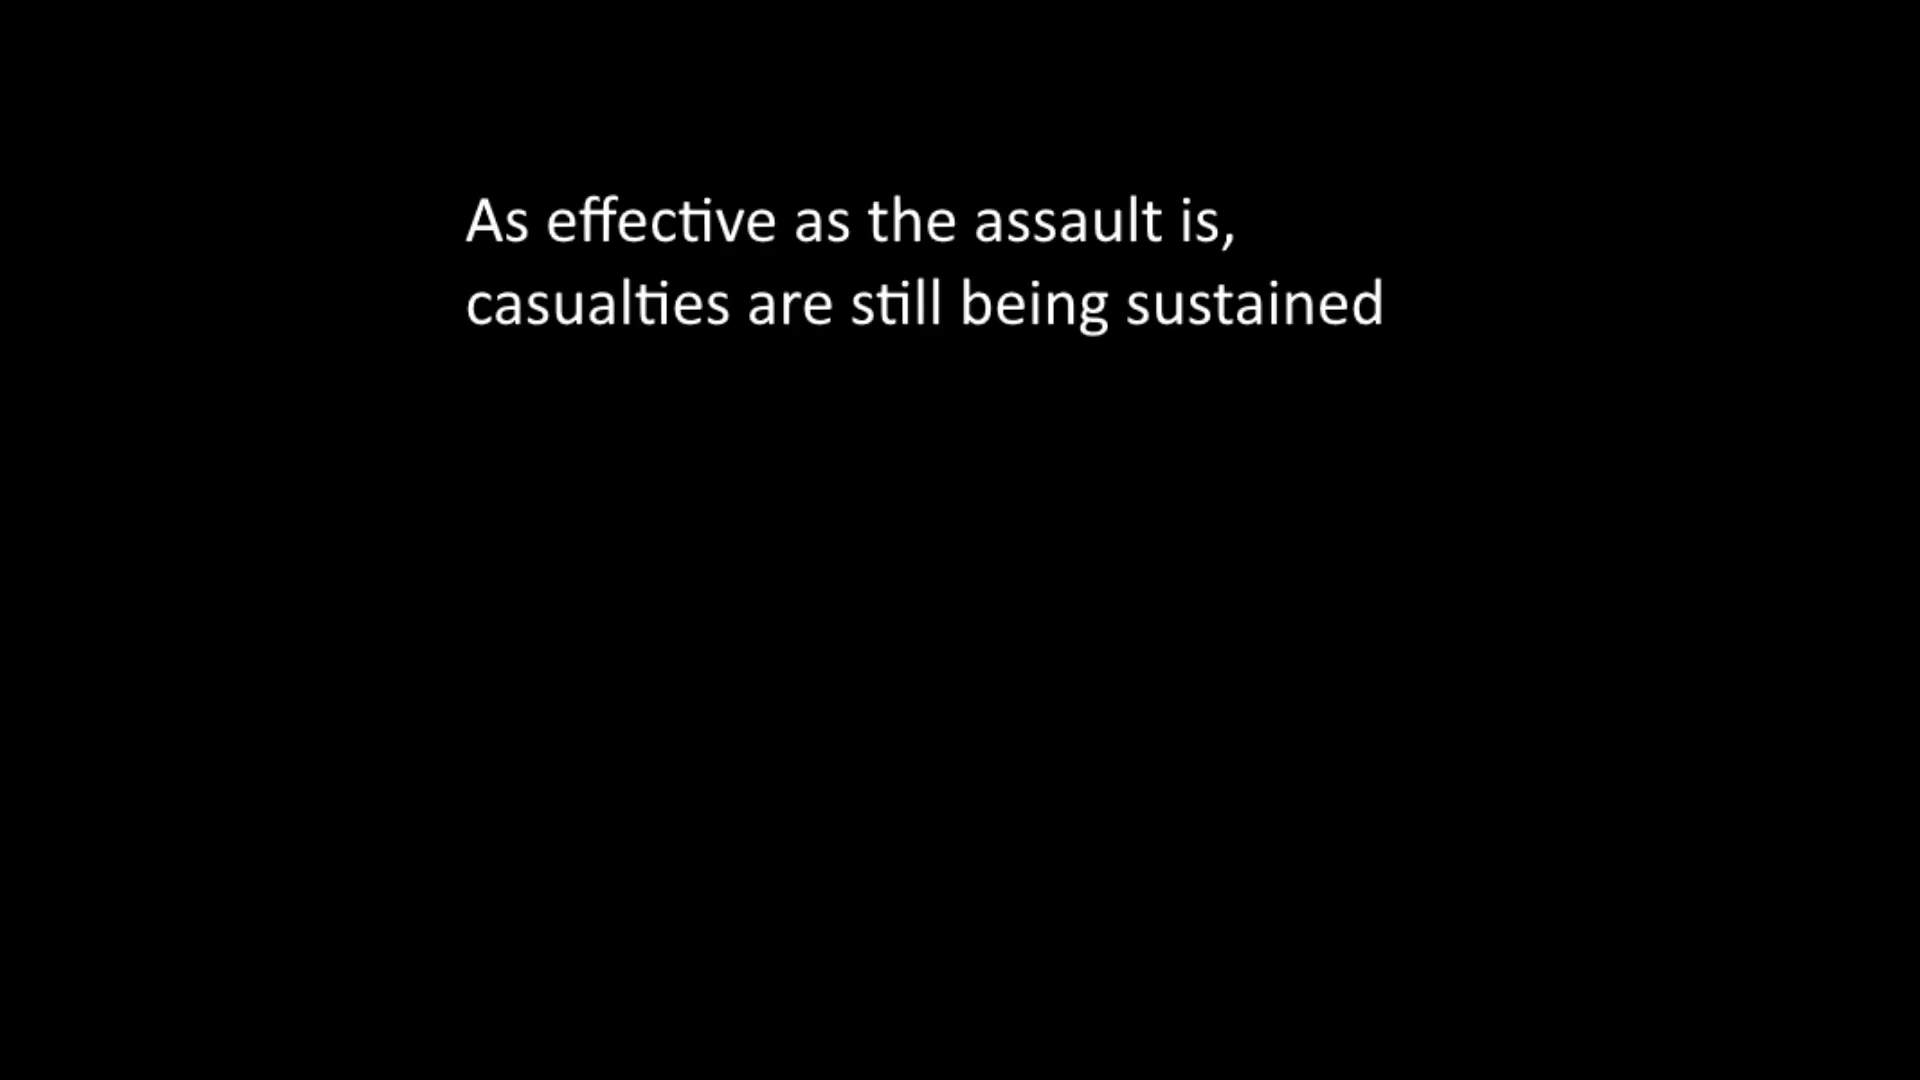 As effective as the assault is,
casualties are still being sustained